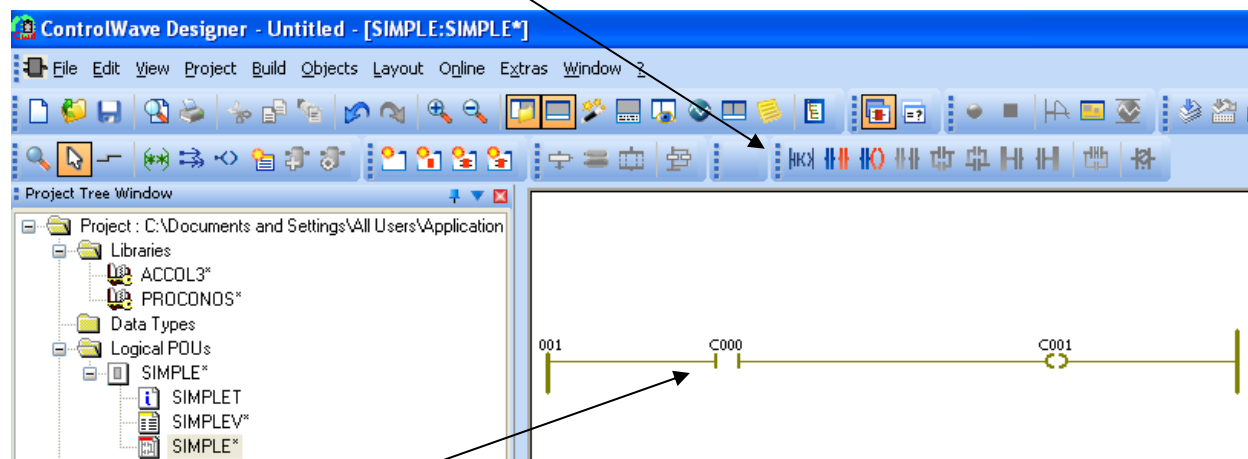 ControlWave Designer - Untitled - [SIMPLE:SIMPLE*]
File Edit View Project Build Objects Layout Online Extras Window ?
Project Tree Window
Project : C:\Documents and Settings\All Users\Application
Libraries
ACCOL3*
PROCONOS*
Data Types
Logical POUs
SIMPLE*
SIMPLET
SIMPLEV*
SIMPLE*
001 C000 C001